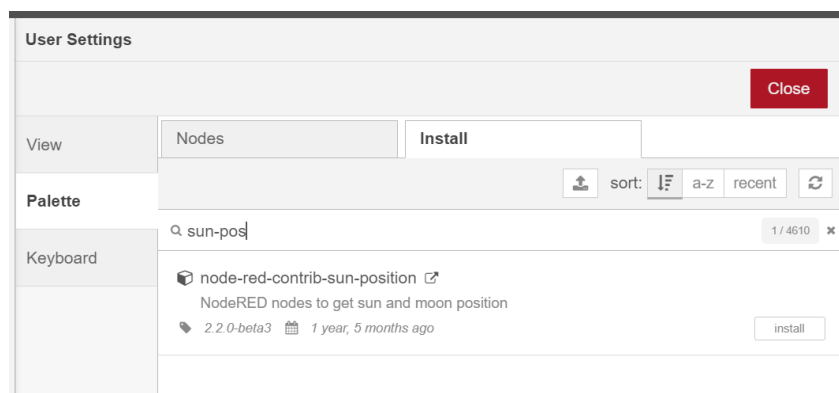 User Settings
Close
View
Palette
Keyboard
Nodes
Install
sort: a-z recent
sun-pos
1 / 4610
node-red-contrib-sun-position
NodeRED nodes to get sun and moon position
2.2.0-beta3 1 year, 5 months ago
install